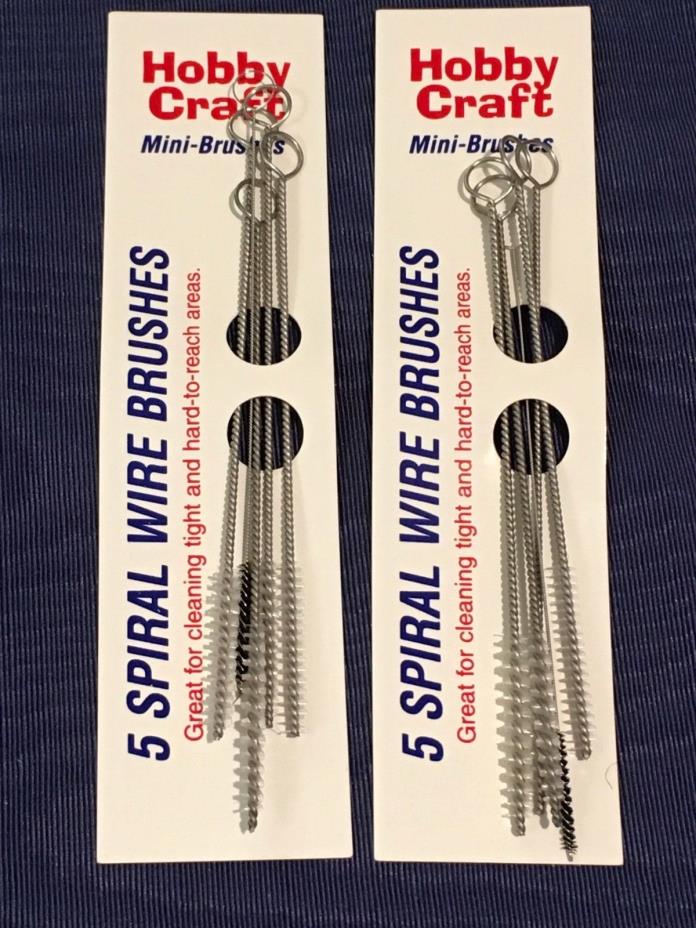 Hobby
Craft
Mini-Brushes
5 SPIRAL WIRE BRUSHES
Great for cleaning tight and hard-to-reach areas.
Hobby
Craft
Mini-Brushes
5 SPIRAL WIRE BRUSHES
Great for cleaning tight and hard-to-reach areas.